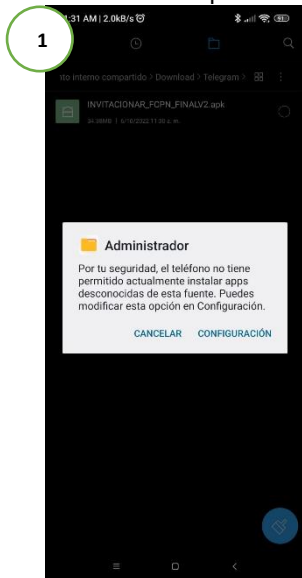 1
:31 AM | 2.0kB/s
nto interno compartido > Download > Telegram >
INVITACIONAR_FCPN_FINALV2.apk
Administrador
Por tu seguridad, el teléfono no tiene
permitido actualmente instalar apps
desconocidas de esta fuente. Puedes
modificar esta opción en Configuración.
CANCELAR CONFIGURACIÓN